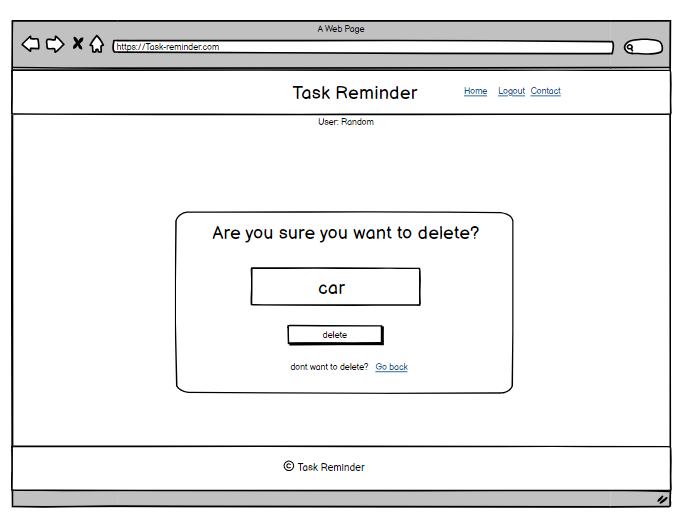 A Web Page
https://Task-reminder.com
Task Reminder
Home Logout Contact
User: Random
Are you sure you want to delete?
car
delete
dont want to delete? Go back
© Task Reminder